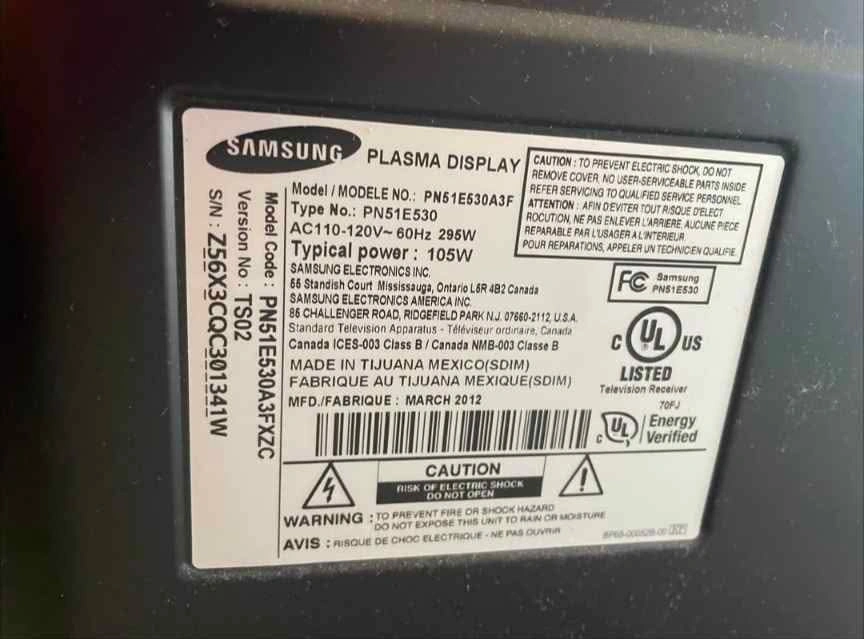 SAMSUNG
PLASMA DISPLAY
Model / MODELE NO.: PN51E530A3F
Type No.: PN51E530
AC110-120V~ 60Hz 295W
Typical power : 105W
SAMSUNG ELECTRONICS INC.
55 Standish Court Mississauga, Ontario L5R 4B2 Canada
SAMSUNG ELECTRONICS AMERICA INC.
85 CHALLENGER ROAD, RIDGEFIELD PARK N.J. 07660-2112, U.S.A.
Standard Television Apparatus - Téléviseur ordinaire, Canada
Canada ICES-003 Class B / Canada NMB-003 Classe B
MADE IN TIJUANA MEXICO(SDIM)
FABRIQUE AU TIJUANA MEXIQUE(SDIM)
MFD./FABRIQUE : MARCH 2012
CAUTION : TO PREVENT ELECTRIC SHOCK, DO NOT
REMOVE COVER. NO USER-SERVICEABLE PARTS INSIDE
REFER SERVICING TO QUALIFIED SERVICE PERSONNEL.
ATTENTION : AFIN D'EVITER TOUT RISQUE D'ELECT
ROCUTION, NE PAS ENLEVER L'ARRIERE, AUCUNE PIECE
REPARABLE PAR L'USAGER A L'INTERIEUR.
POUR REPARATIONS, APPELER UN TECHNICIEN QUALIFIE.
FC Samsung
PN51E530
C UL US
LISTED
Television Receiver
70FJ
c UL Energy
Verified
Model Code : PN51E530A3FXZC
Version No : TS02
S/N : Z56X3CQC301341W
CAUTION
RISK OF ELECTRIC SHOCK
DO NOT OPEN
WARNING : TO PREVENT FIRE OR SHOCK HAZARD
DO NOT EXPOSE THIS UNIT TO RAIN OR MOISTURE
AVIS : RISQUE DE CHOC ELECTRIQUE - NE PAS OUVRIR